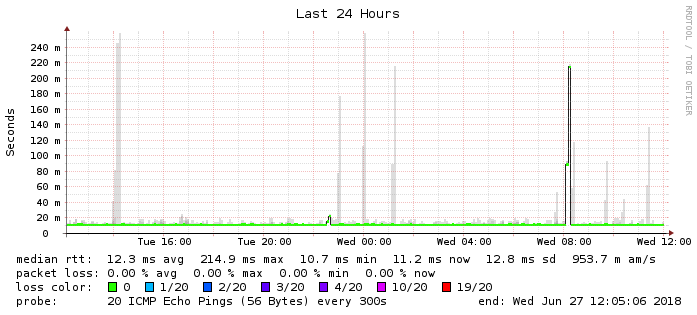 Last 24 Hours
RRDTOOL / TOBI OETIKER
Seconds
240 m
220 m
200 m
180 m
160 m
140 m
120 m
100 m
80 m
60 m
40 m
20 m
0
Tue 16:00 Tue 20:00 Wed 00:00 Wed 04:00 Wed 08:00 Wed 12:00
median rtt: 12.3 ms avg 214.9 ms max 10.7 ms min 11.2 ms now 12.8 ms sd 953.7 m am/s
packet loss: 0.00 % avg 0.00 % max 0.00 % min 0.00 % now
loss color: 0 1/20 2/20 3/20 4/20 10/20 19/20
probe: 20 ICMP Echo Pings (56 Bytes) every 300s end: Wed Jun 27 12:05:06 2018